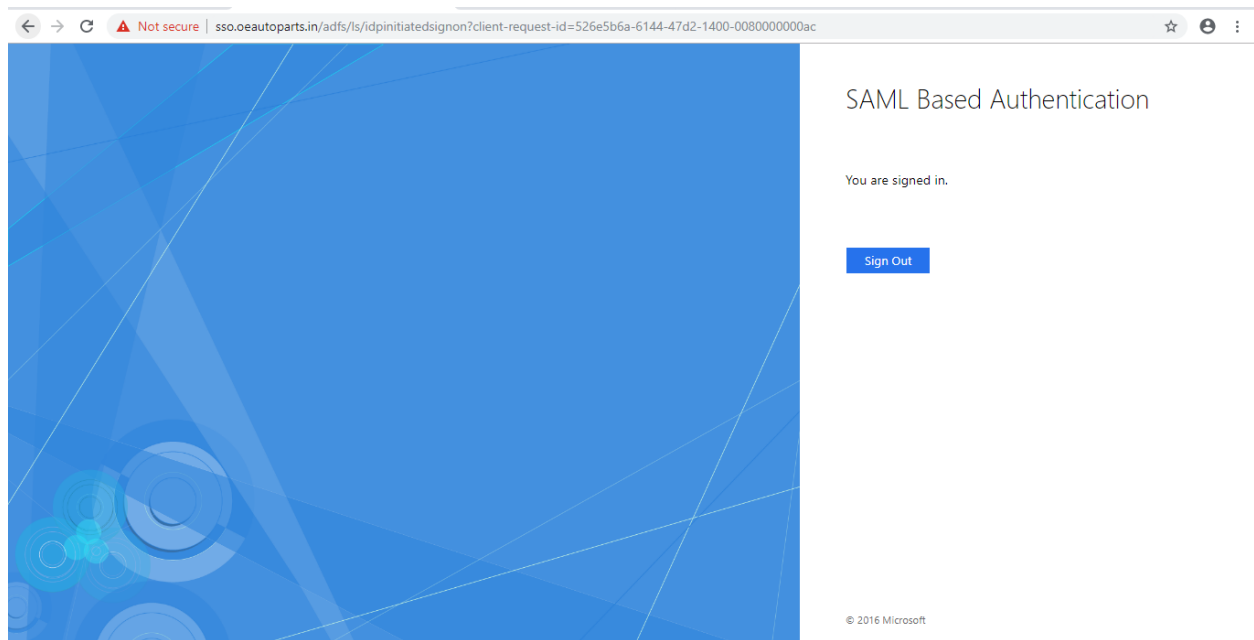 Not secure | sso.oeautoparts.in/adfs/ls/idpinitiatedsignon?client-request-id=526e5b6a-6144-47d2-1400-0080000000ac
SAML Based Authentication
You are signed in.
Sign Out
© 2016 Microsoft